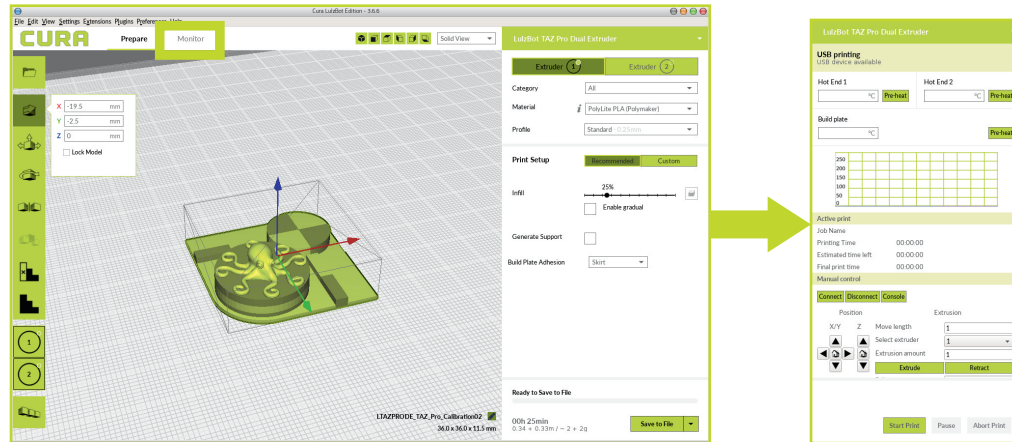 Cura LulzBot Edition - 3.6.6
File Edit View Settings Extensions Plugins Preferences Help
CURA
Prepare
Monitor
Solid View
LulzBot TAZ Pro Dual Extruder
X -19.5 mm
Y -2.5 mm
Z 0 mm
Lock Model
Extruder 1
Extruder 2
Category All
Material i PolyLite PLA (Polymaker)
Profile Standard - 0.25mm
Print Setup Recommended Custom
Infill 25%
Enable gradual
Generate Support
Build Plate Adhesion Skirt
1
2
LTAZPRODE_TAZ_Pro_Calibration02
36.0 x 36.0 x 11.5 mm
Ready to Save to File
00h 25min
0.34 + 0.33m / ~ 2 + 2g
Save to File
LulzBot TAZ Pro Dual Extruder
USB printing
USB device available
Hot End 1 Hot End 2
°C Pre-heat °C Pre-heat
Build plate
°C Pre-heat
250
200
150
100
50
0
Active print
Job Name
Printing Time 00:00:00
Estimated time left 00:00:00
Final print time 00:00:00
Manual control
Connect Disconnect Console
Position Extrusion
X/Y Z Move length 1
Select extruder 1
Extrusion amount 1
Extrude Retract
Start Print Pause Abort Print